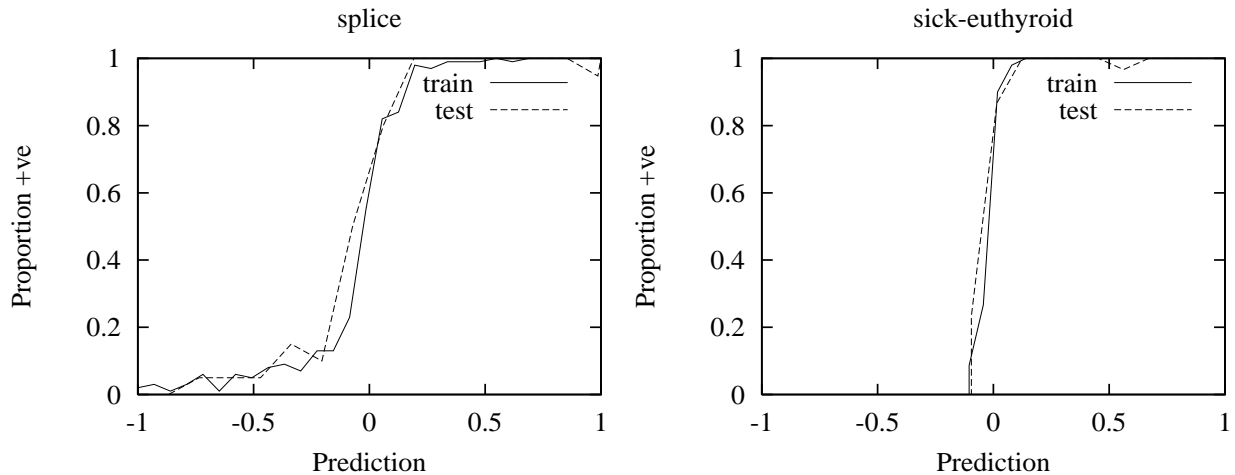 splice
1
0.8
0.6
0.4
0.2
0
-1
-0.5
0
0.5
1
Proportion +ve
Prediction
train
test
sick-euthyroid
1
0.8
0.6
0.4
0.2
0
-1
-0.5
0
0.5
1
Proportion +ve
Prediction
train
test